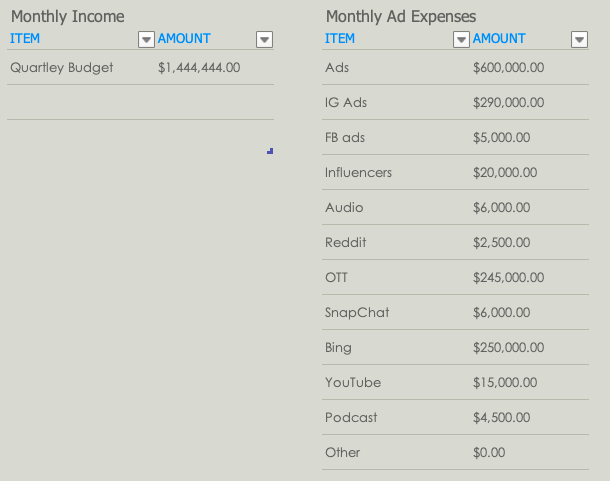 Monthly Income
ITEM AMOUNT
Quartley Budget $1,444,444.00
Monthly Ad Expenses
ITEM AMOUNT
Ads $600,000.00
IG Ads $290,000.00
FB ads $5,000.00
Influencers $20,000.00
Audio $6,000.00
Reddit $2,500.00
OTT $245,000.00
SnapChat $6,000.00
Bing $250,000.00
YouTube $15,000.00
Podcast $4,500.00
Other $0.00